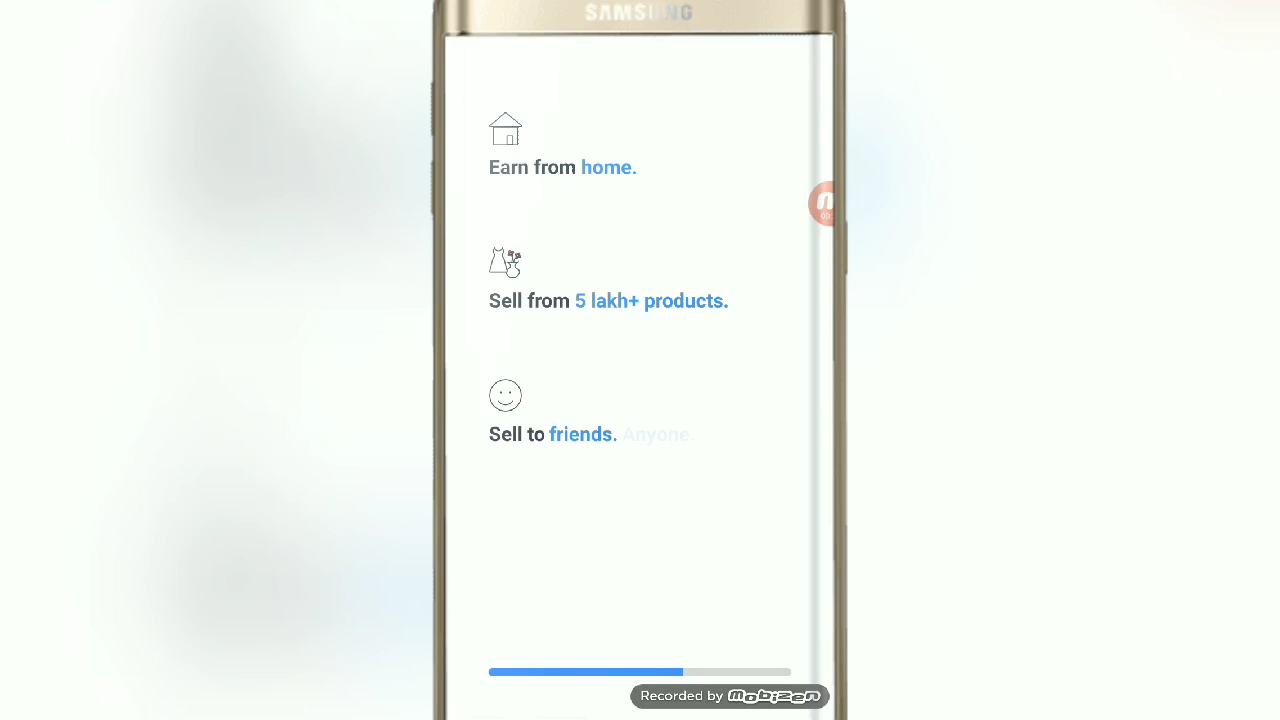 SAMSUNG
Earn from home.
Sell from 5 lakh+ products.
Sell to friends. Anyone.
Recorded by mobizen